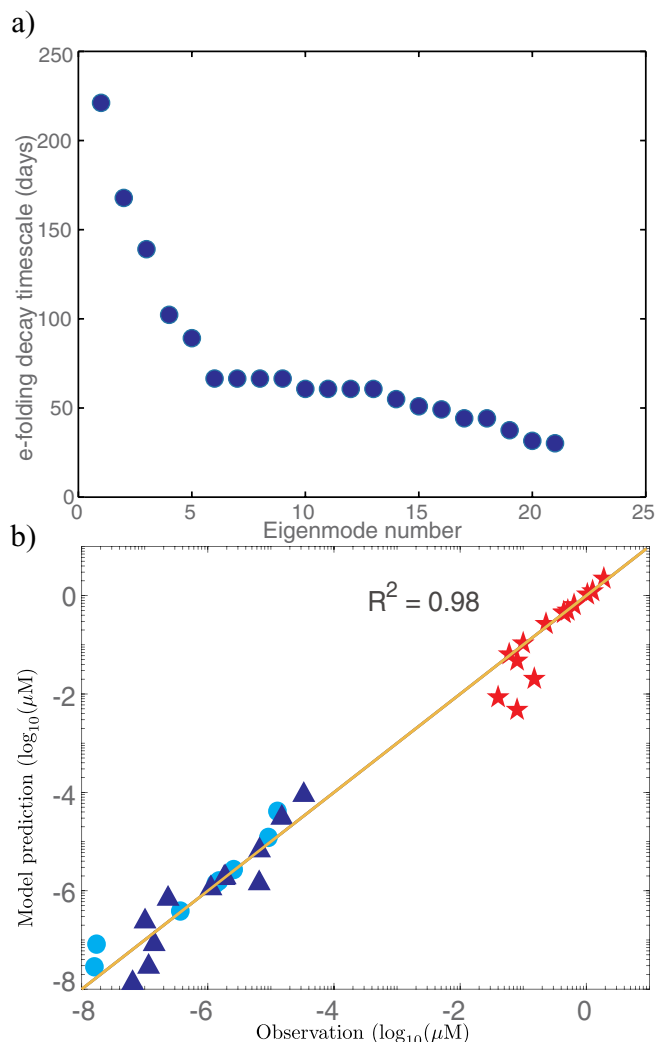 a)
250
200
150
100
50
0
e-folding decay timescale (days)
0 5 10 15 20 25
Eigenmode number
b)
R² = 0.98
0
-2
-4
-6
-8
Model prediction (log₁₀(μM)
-8 -6 -4 -2 0
Observation (log₁₀(μM)